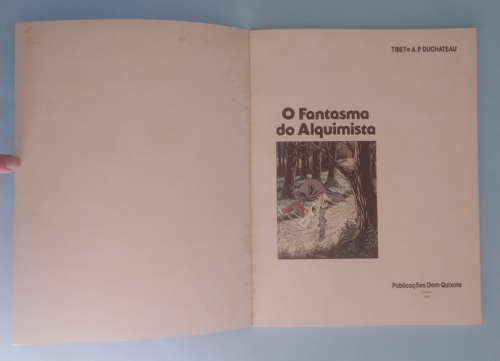 TIBET e A.P. DUCHATEAU
O Fantasma
do Alquimista
Publicações Dom Quixote